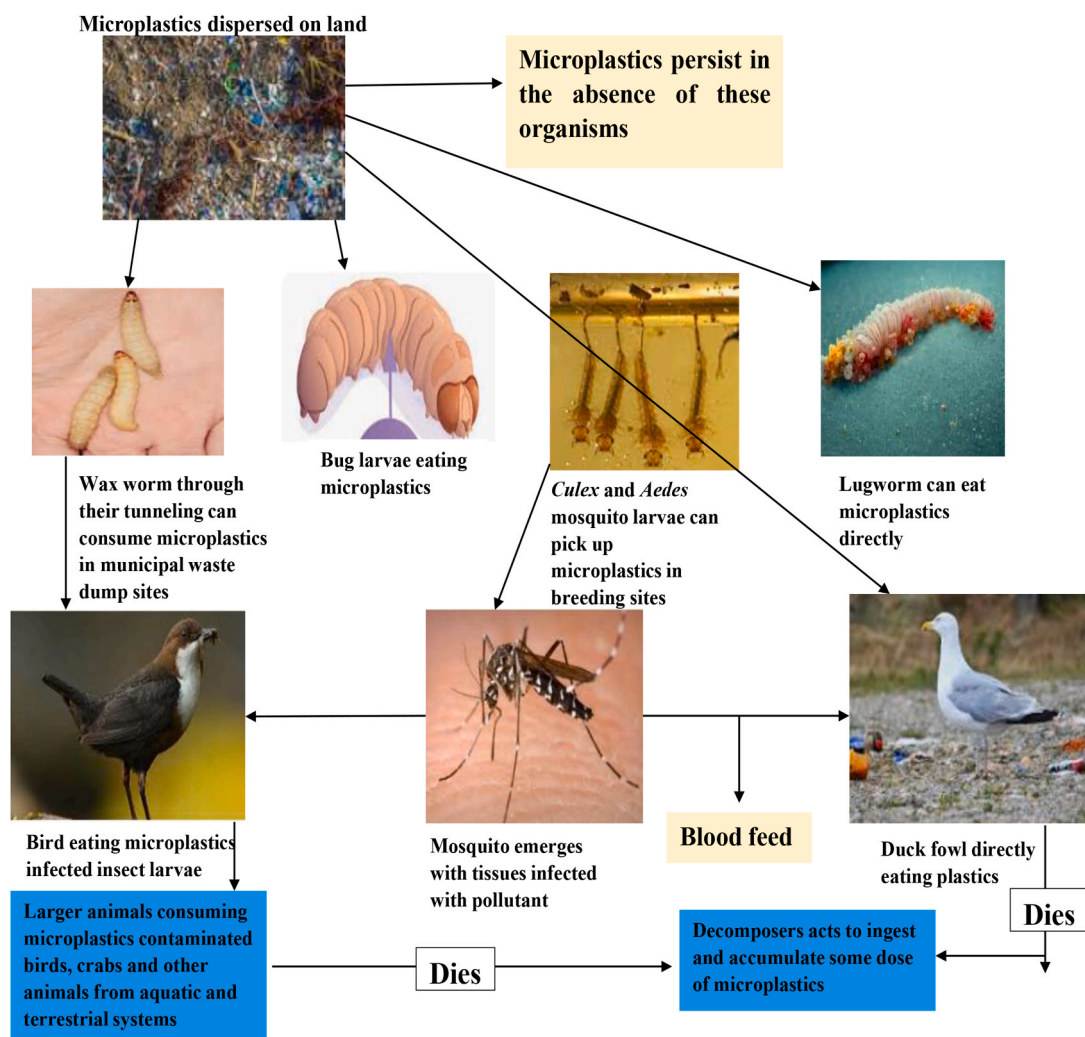 Microplastics dispersed on land
Microplastics persist in
the absence of these
organisms
Bug larvae eating
microplastics
Wax worm through
their tunneling can
consume microplastics
in municipal waste
dump sites
Culex and Aedes
mosquito larvae can
pick up
microplastics in
breeding sites
Lugworm can eat
microplastics
directly
Bird eating microplastics
infected insect larvae
Mosquito emerges
with tissues infected
with pollutant
Blood feed
Duck fowl directly
eating plastics
Dies
Larger animals consuming
microplastics contaminated
birds, crabs and other
animals from aquatic and
terrestrial systems
Dies
Decomposers acts to ingest
and accumulate some dose
of microplastics